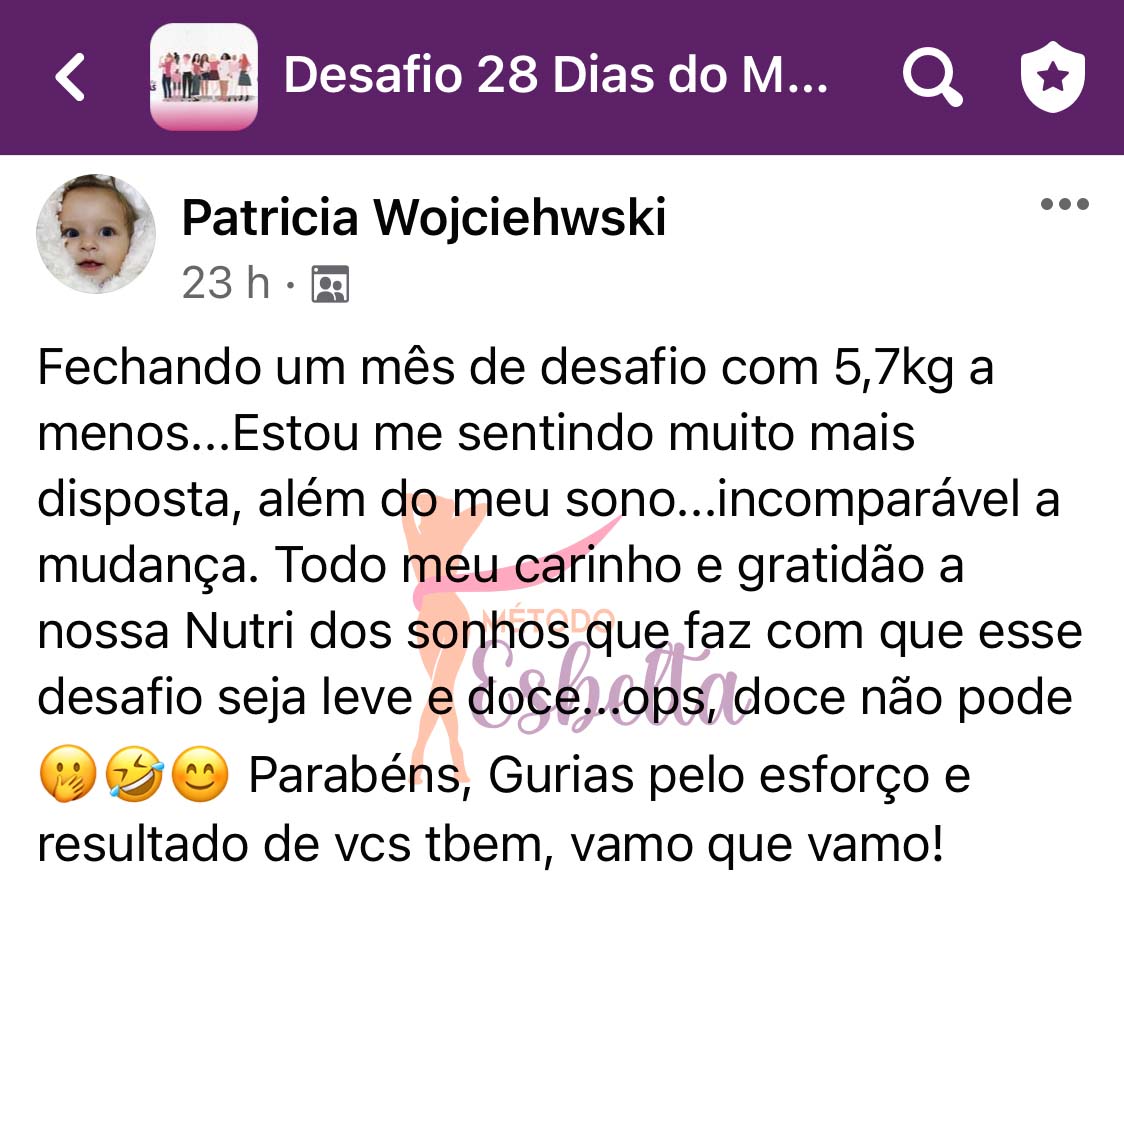 Desafio 28 Dias do M...
Patricia Wojciehwski
23 h ·
Fechando um mês de desafio com 5,7kg a
menos...Estou me sentindo muito mais
disposta, além do meu sono...incomparável a
mudança. Todo meu carinho e gratidão a
nossa Nutri dos sonhos que faz com que esse
desafio seja leve e doce...ops, doce não pode
🤭🤣😊 Parabéns, Gurias pelo esforço e
resultado de vcs tbem, vamo que vamo!
MÉTODO
Esbelta